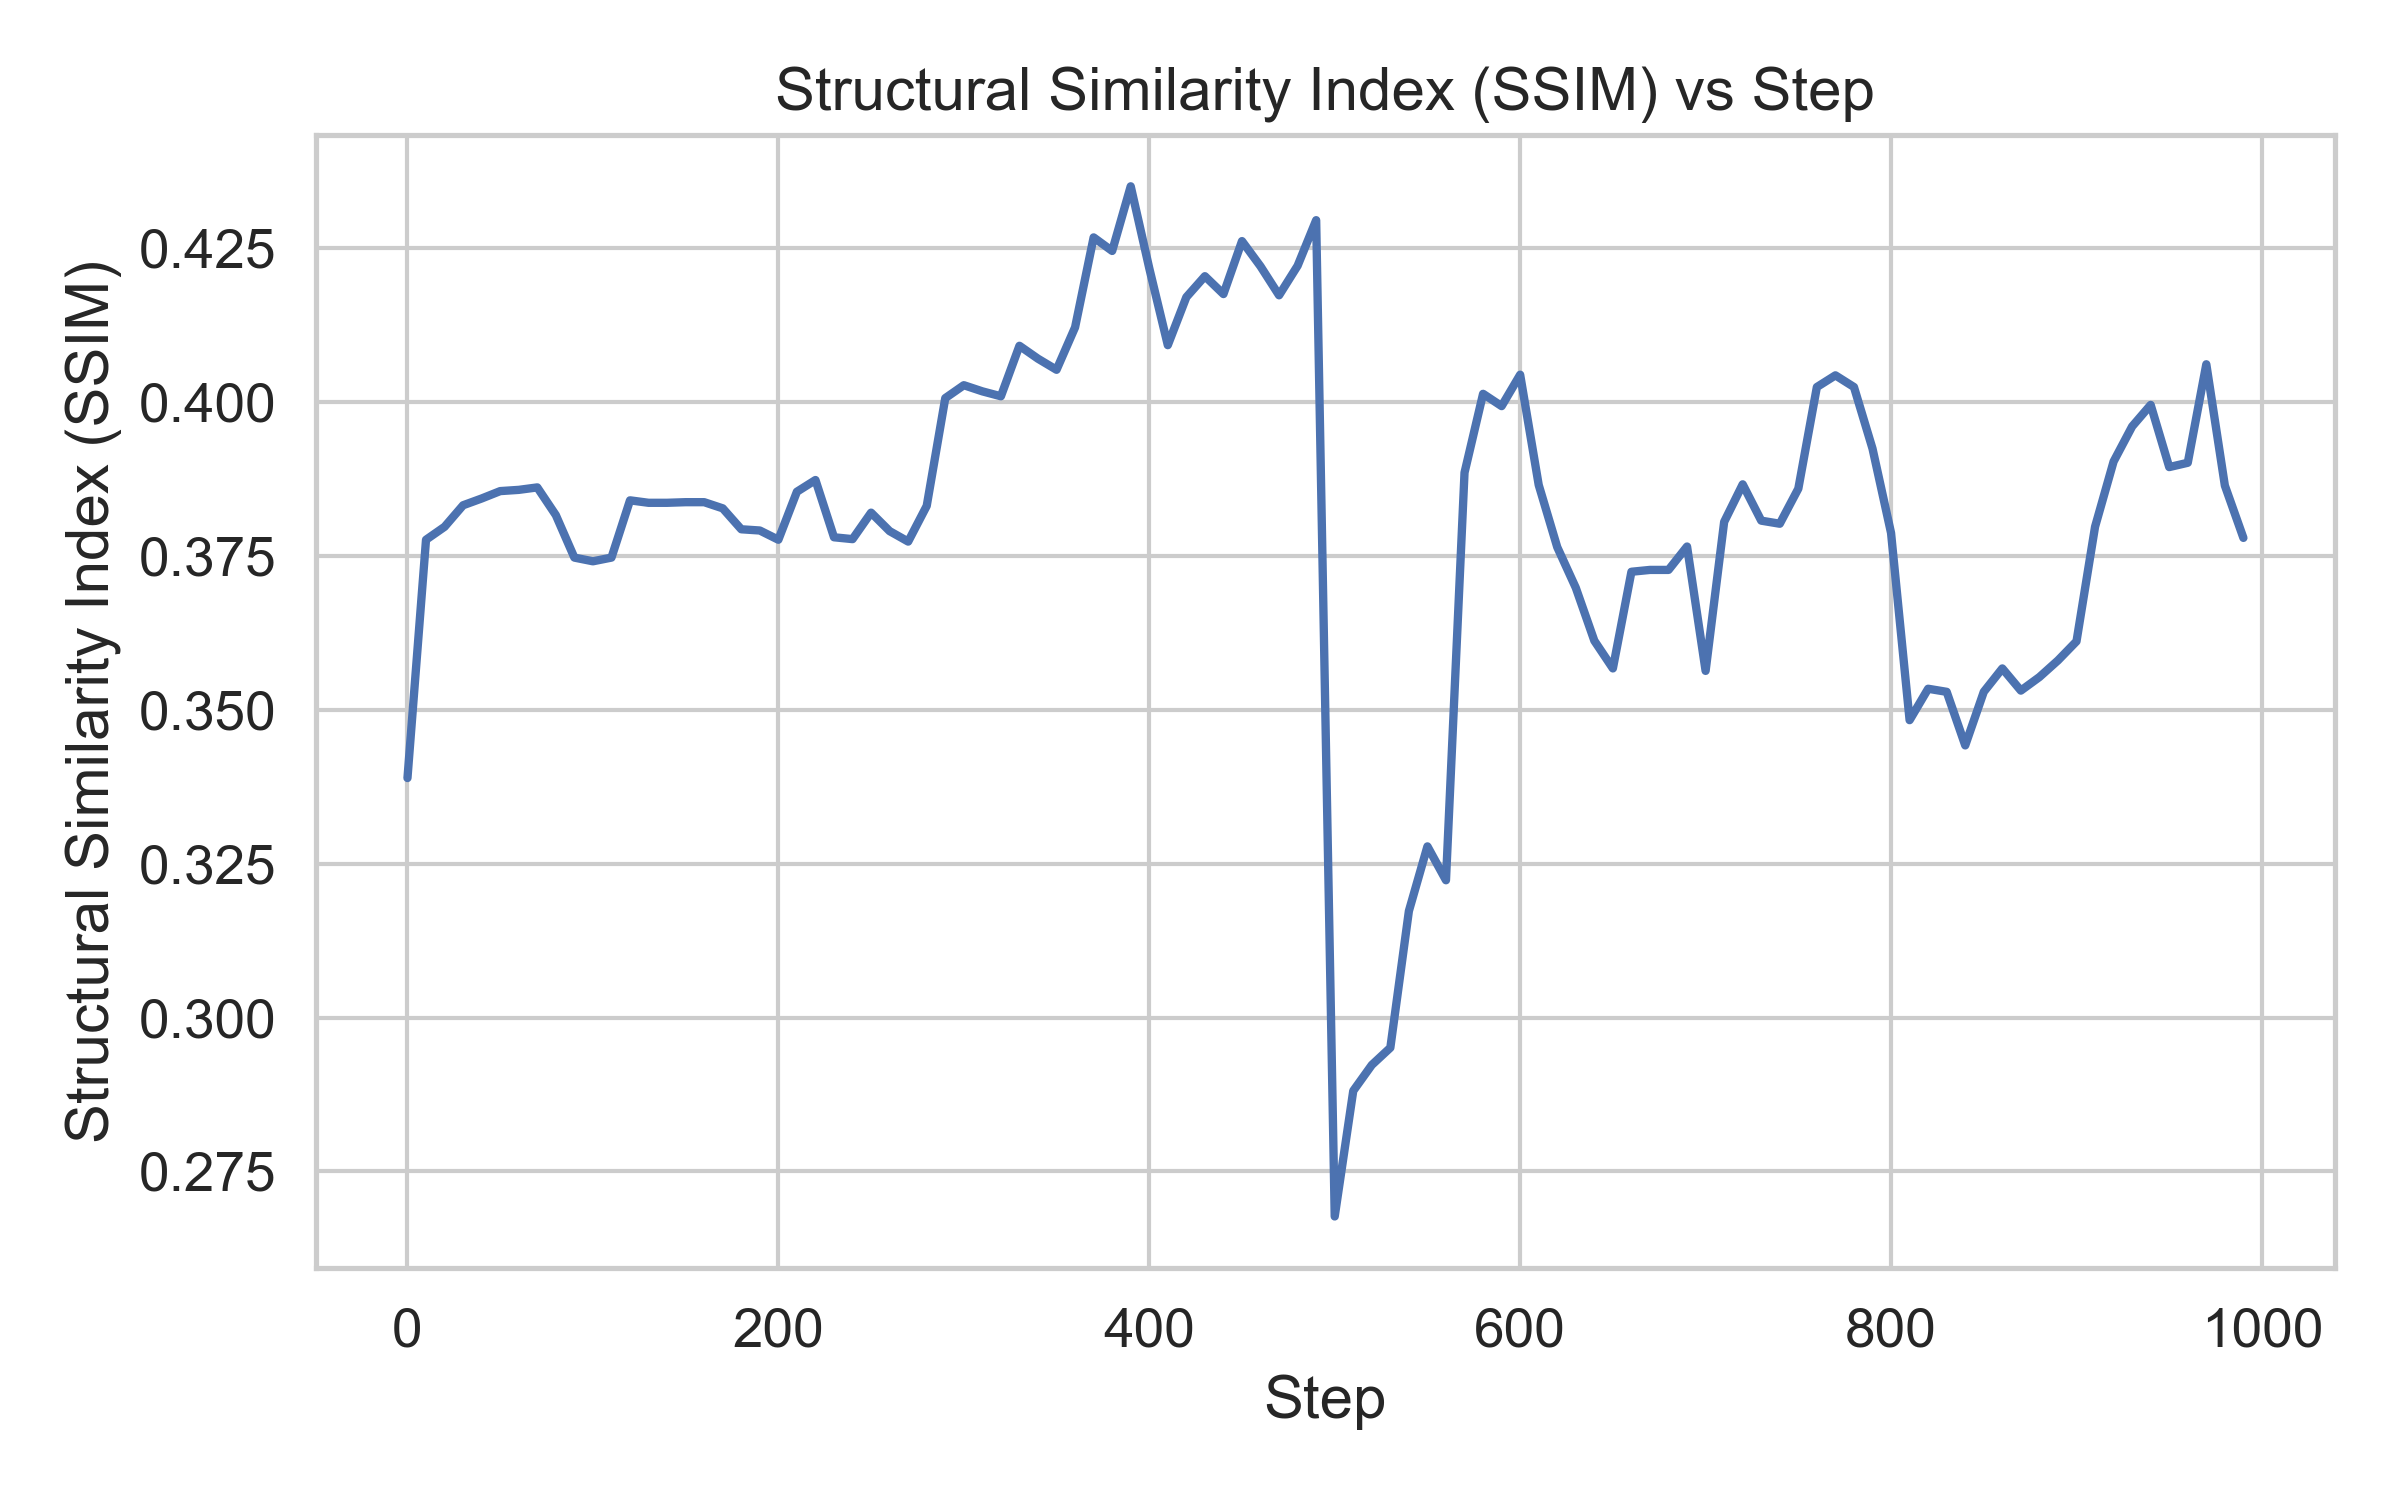 Structural Similarity Index (SSIM) vs Step
Structural Similarity Index (SSIM)
0.425
0.400
0.375
0.350
0.325
0.300
0.275
0 200 400 600 800 1000
Step